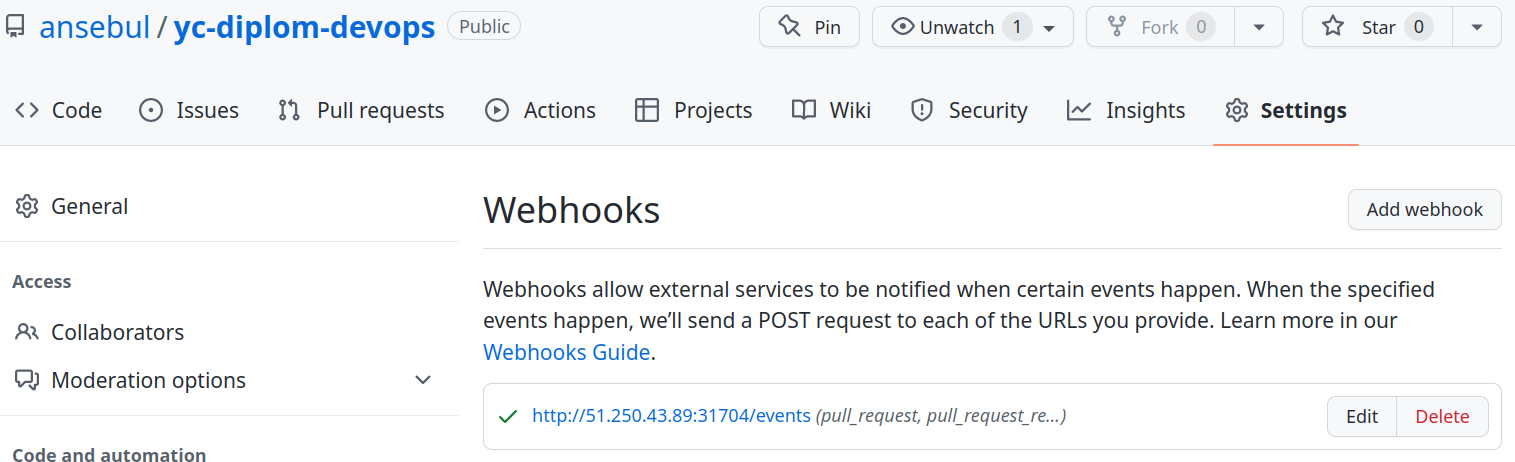 ansebul / yc-diplom-devops Public Pin Unwatch 1 Fork 0 Star 0
Code Issues Pull requests Actions Projects Wiki Security Insights Settings
General
Access
Collaborators
Moderation options
Code and automation
Webhooks Add webhook
Webhooks allow external services to be notified when certain events happen. When the specified
events happen, we’ll send a POST request to each of the URLs you provide. Learn more in our
Webhooks Guide.
http://51.250.43.89:31704/events (pull_request, pull_request_re...) Edit Delete